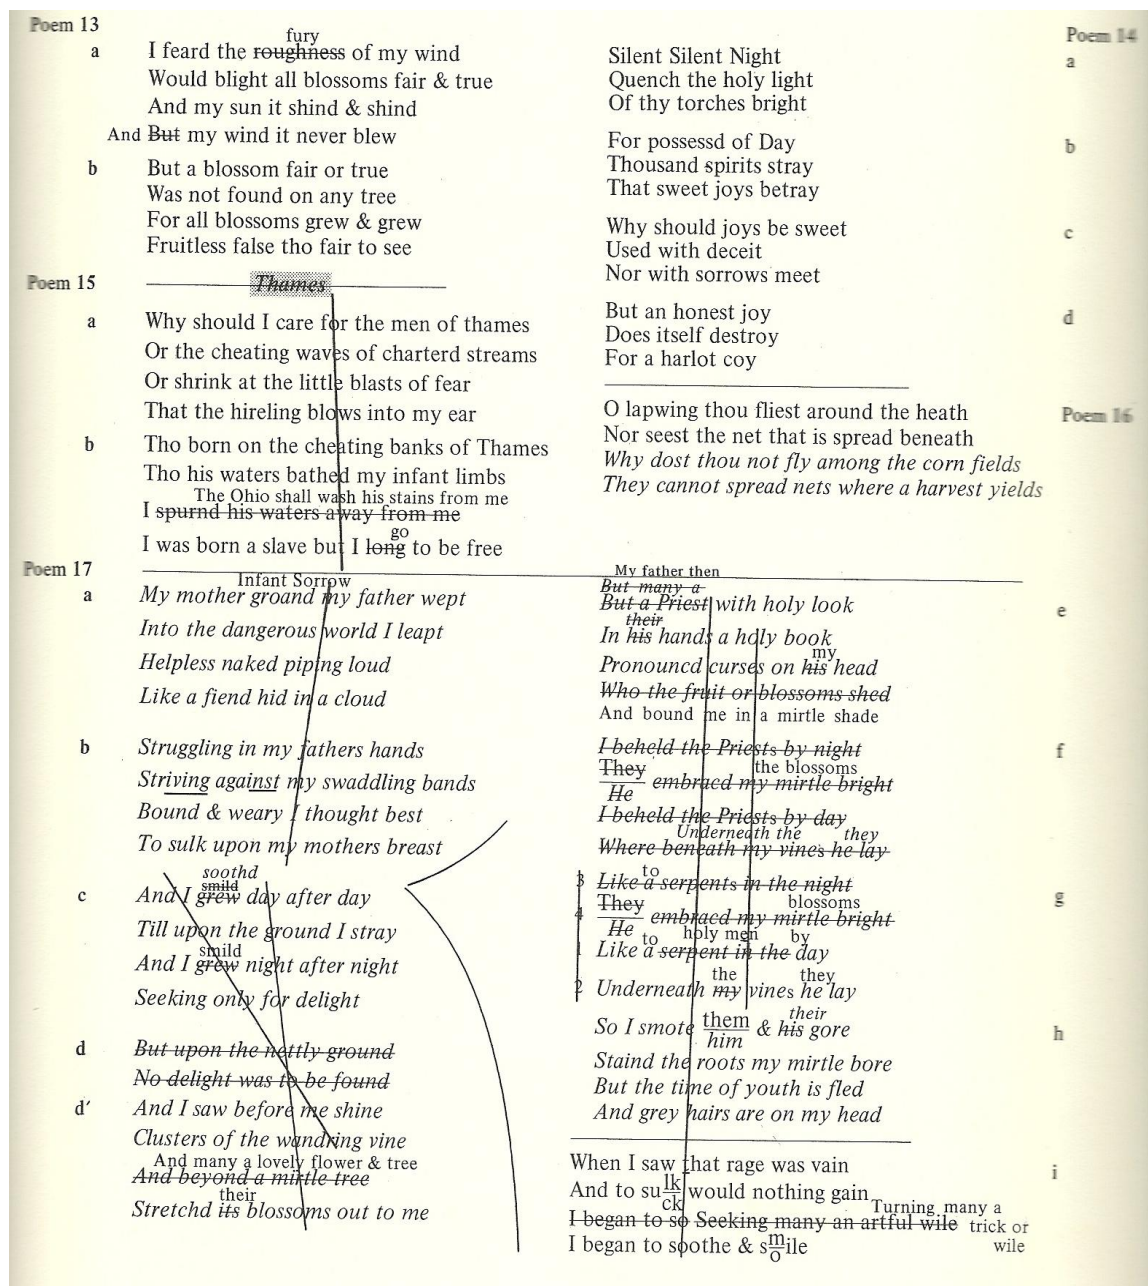 Poem 13
fury
a I feard the roughness of my wind
Would blight all blossoms fair & true
And my sun it shind & shind
And But my wind it never blew
b But a blossom fair or true
Was not found on any tree
For all blossoms grew & grew
Fruitless false tho fair to see
Poem 15
Thames
a Why should I care for the men of thames
Or the cheating waves of charterd streams
Or shrink at the little blasts of fear
That the hireling blows into my ear
b Tho born on the cheating banks of Thames
Tho his waters bathed my infant limbs
The Ohio shall wash his stains from me
I spurnd his waters away from me
go
I was born a slave but I long to be free
Poem 14
Silent Silent Night a
Quench the holy light
Of thy torches bright
For possessd of Day b
Thousand spirits stray
That sweet joys betray
Why should joys be sweet c
Used with deceit
Nor with sorrows meet
But an honest joy d
Does itself destroy
For a harlot coy
O lapwing thou fliest around the heath Poem 16
Nor seest the net that is spread beneath
Why dost thou not fly among the corn fields
They cannot spread nets where a harvest yields
Poem 17
Infant Sorrow
a My mother groand my father wept
Into the dangerous world I leapt
Helpless naked piping loud
Like a fiend hid in a cloud
b Struggling in my fathers hands
Striving against my swaddling bands
Bound & weary I thought best
To sulk upon my mothers breast
soothd
smild
c And I grew day after day
Till upon the ground I stray
smild
And I grew night after night
Seeking only for delight
d But upon the nettly ground
No delight was to be found
d′ And I saw before me shine
Clusters of the wandring vine
And many a lovely flower & tree
And beyond a mirtle tree
their
Stretchd its blossoms out to me
My father then
But many a
But a Priest with holy look e
their
In his hands a holy book
my
Pronouncd curses on his head
Who the fruit or blossoms shed
And bound me in a mirtle shade
I beheld the Priests by night f
They the blossoms
He embracd my mirtle bright
I beheld the Priests by day
Underneath the they
Where beneath my vines he lay
to
3 Like a serpents in the night g
They blossoms
4 He embracd my mirtle bright
to holy men by
1 Like a serpent in the day
the they
2 Underneath my vines he lay
them their
So I smote him & his gore h
Staind the roots my mirtle bore
But the time of youth is fled
And grey hairs are on my head
When I saw that rage was vain i
lk
And to suck would nothing gain
Turning many a
I began to so Seeking many an artful wile trick or
m
I began to soothe & soile wile